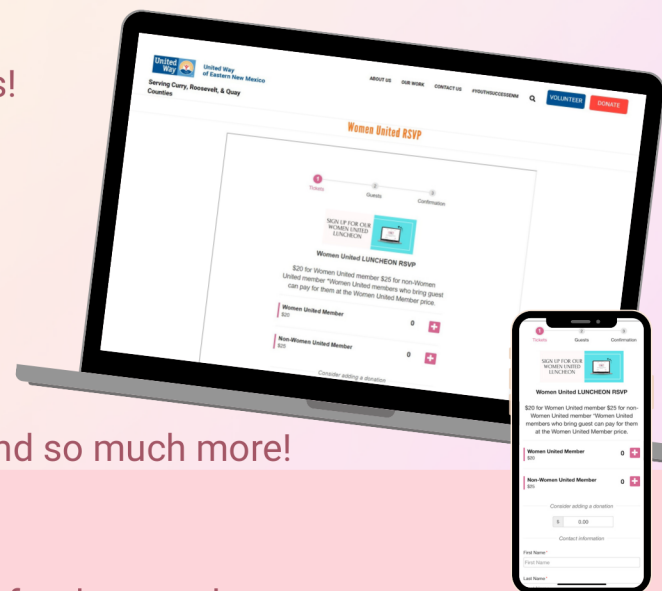 s!
United Way
United Way
of Eastern New Mexico
Serving Curry, Roosevelt, & Quay
Counties
ABOUT US OUR WORK CONTACT US #YOUTHSUCCESSENM VOLUNTEER DONATE
Women United RSVP
1 2 3
Tickets Guests Confirmation
SIGN UP FOR OUR
WOMEN UNITED
LUNCHEON
Women United LUNCHEON RSVP
$20 for Women United member $25 for non-Women
United member *Women United members who bring guest
can pay for them at the Women United Member price.
Women United Member 0 +
$20
Non-Women United Member 0 +
$25
Consider adding a donation
nd so much more!
1 2 3
Tickets Guests Confirmation
SIGN UP FOR OUR
WOMEN UNITED
LUNCHEON
Women United LUNCHEON RSVP
$20 for Women United member $25 for non-
Women United member *Women United
members who bring guest can pay for them
at the Women United Member price.
Women United Member 0 +
$20
Non-Women United Member 0 +
$25
Consider adding a donation
$ 0.00
Contact information
First Name*
First Name
Last Name*